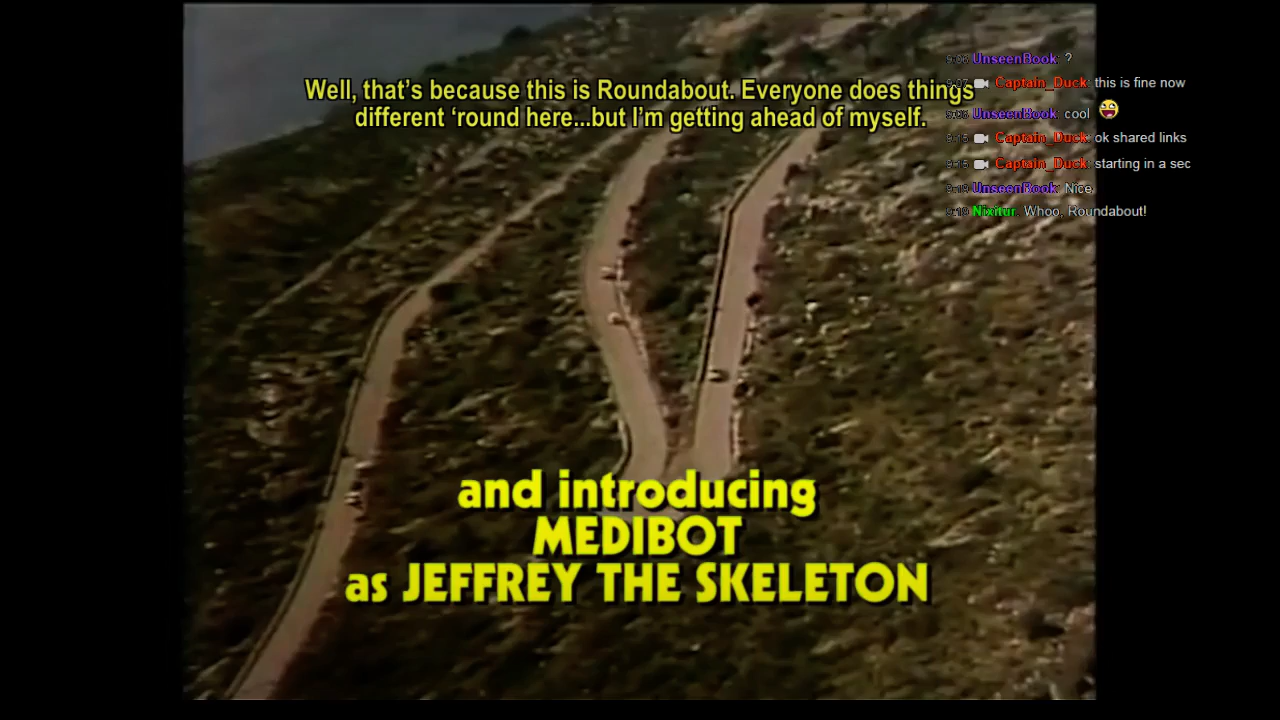 Well, that's because this is Roundabout. Everyone does things
different ‘round here...but I'm getting ahead of myself.
UnseenBook: ?
Captain_Duck: this is fine now
UnseenBook: cool
Captain_Duck: ok shared links
Captain_Duck: starting in a sec
UnseenBook: Nice
Nixitur: Whoo, Roundabout!
and introducing
MEDIBOT
as JEFFREY THE SKELETON